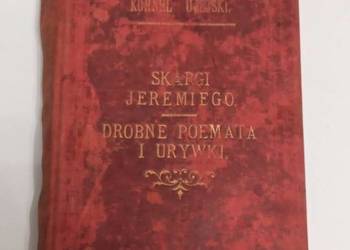 KORNEL UJEJSKI.
SKARGI
JEREMIEGO.
DROBNE POEMATA
I URYWKI.